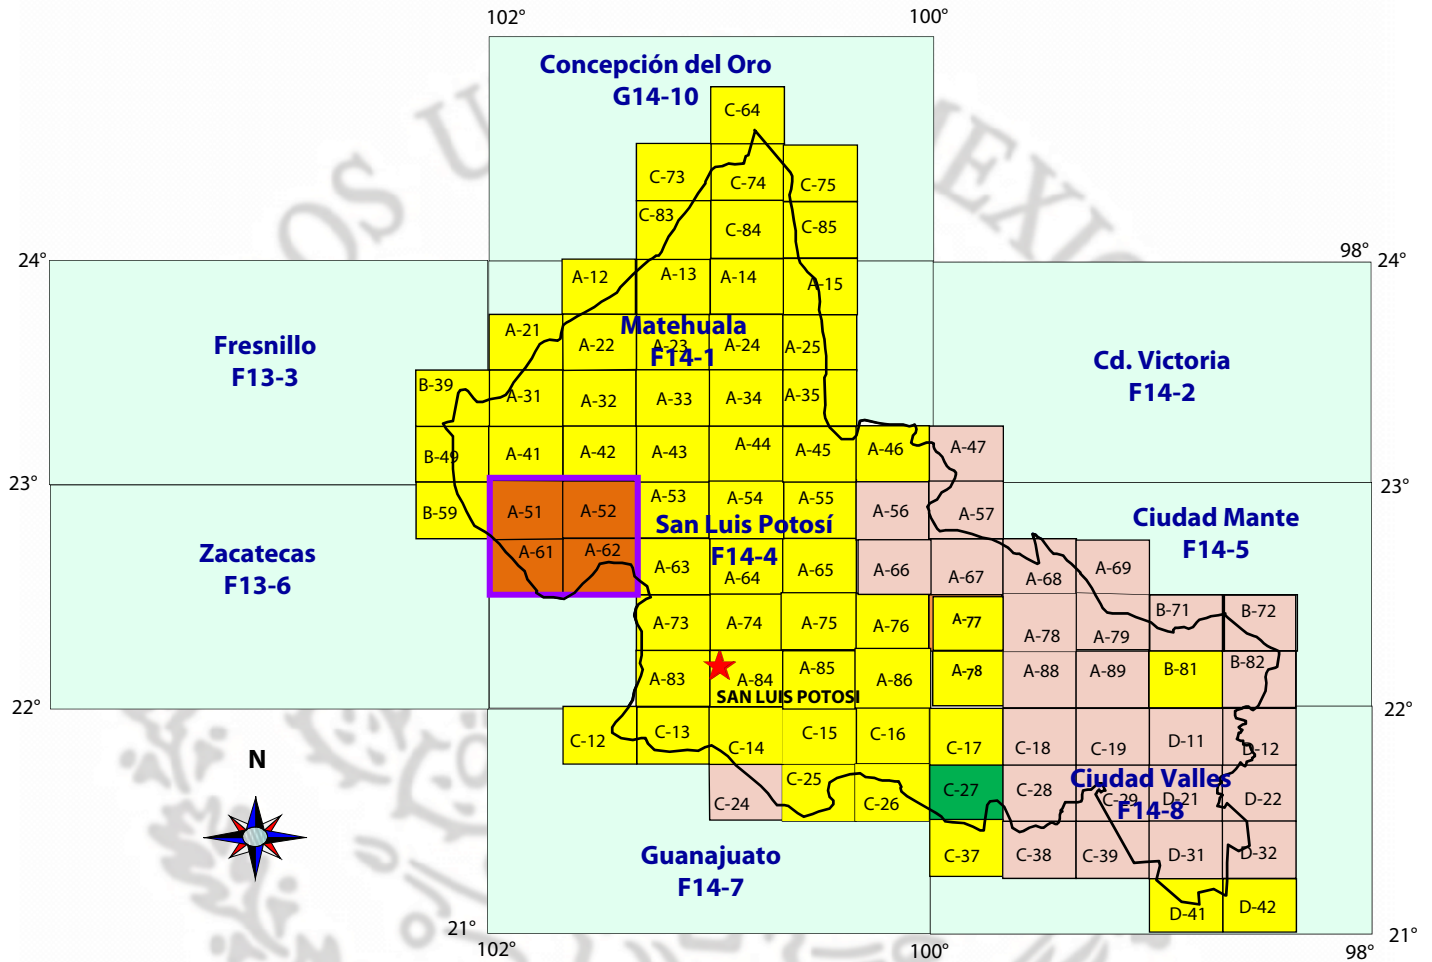 102°
100°
Concepción del Oro
G14-10
C-64
C-73
C-74
C-75
C-83
C-84
C-85
24°
98°
24°
A-12
A-13
A-14
A-15
Fresnillo
F13-3
Matehuala
F14-1
Cd. Victoria
F14-2
A-21
A-22
A-23
A-24
A-25
B-39
A-31
A-32
A-33
A-34
A-35
B-49
A-41
A-42
A-43
A-44
A-45
A-46
A-47
23°
23°
B-59
A-51
A-52
A-53
A-54
A-55
A-56
A-57
Zacatecas
F13-6
San Luis Potosí
F14-4
Ciudad Mante
F14-5
A-61
A-62
A-63
A-64
A-65
A-66
A-67
A-68
A-69
A-73
A-74
A-75
A-76
A-77
A-78
A-79
B-71
B-72
A-83
A-84
A-85
A-86
A-78
A-88
A-89
B-81
B-82
SAN LUIS POTOSI
22°
22°
C-12
C-13
C-14
C-15
C-16
C-17
C-18
C-19
D-11
D-12
N
Ciudad Valles
F14-8
C-24
C-25
C-26
C-27
C-28
C-29
D-21
D-22
Guanajuato
F14-7
C-37
C-38
C-39
D-31
D-32
D-41
D-42
21°
21°
102°
100°
98°
OS U
MEXIC